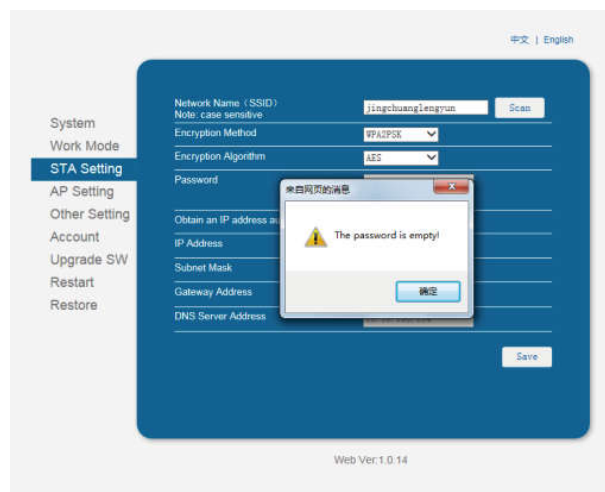 中文 | English
System
Work Mode
STA Setting
AP Setting
Other Setting
Account
Upgrade SW
Restart
Restore
Network Name（SSID）
Note: case sensitive
jingchuanglengyun
Scan
Encryption Method
WPA2PSK
Encryption Algorithm
AES
Password
Obtain an IP address au
IP Address
Subnet Mask
Gateway Address
DNS Server Address
来自网页的消息
The password is empty!
确定
Save
Web Ver:1.0.14